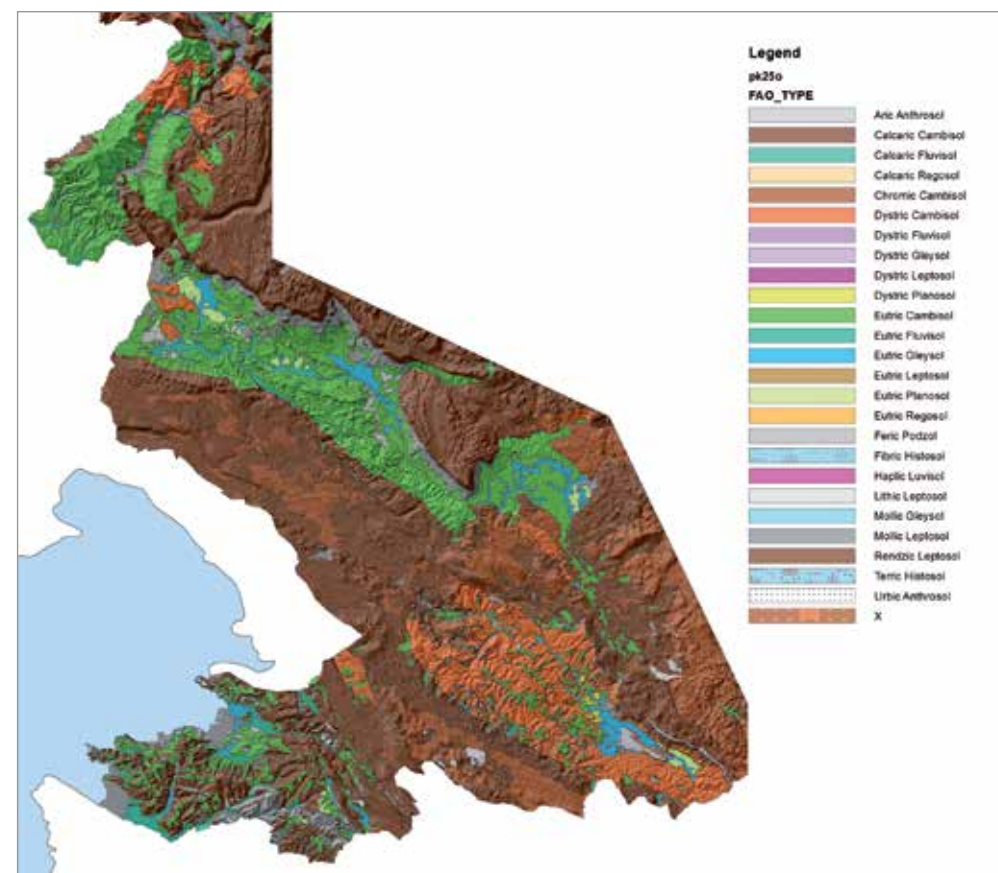 Legend
pk25o
FAO_TYPE
Aric Anthrosol
Calcaric Cambisol
Calcaric Fluvisol
Calcaric Regosol
Chromic Cambisol
Dystric Cambisol
Dystric Fluvisol
Dystric Gleysol
Dystric Leptosol
Dystric Planosol
Eutric Cambisol
Eutric Fluvisol
Eutric Gleysol
Eutric Leptosol
Eutric Planosol
Eutric Regosol
Feric Podzol
Fibric Histosol
Haplic Luvisol
Lithic Leptosol
Mollic Gleysol
Mollic Leptosol
Rendzic Leptosol
Terric Histosol
Urbic Anthrosol
X